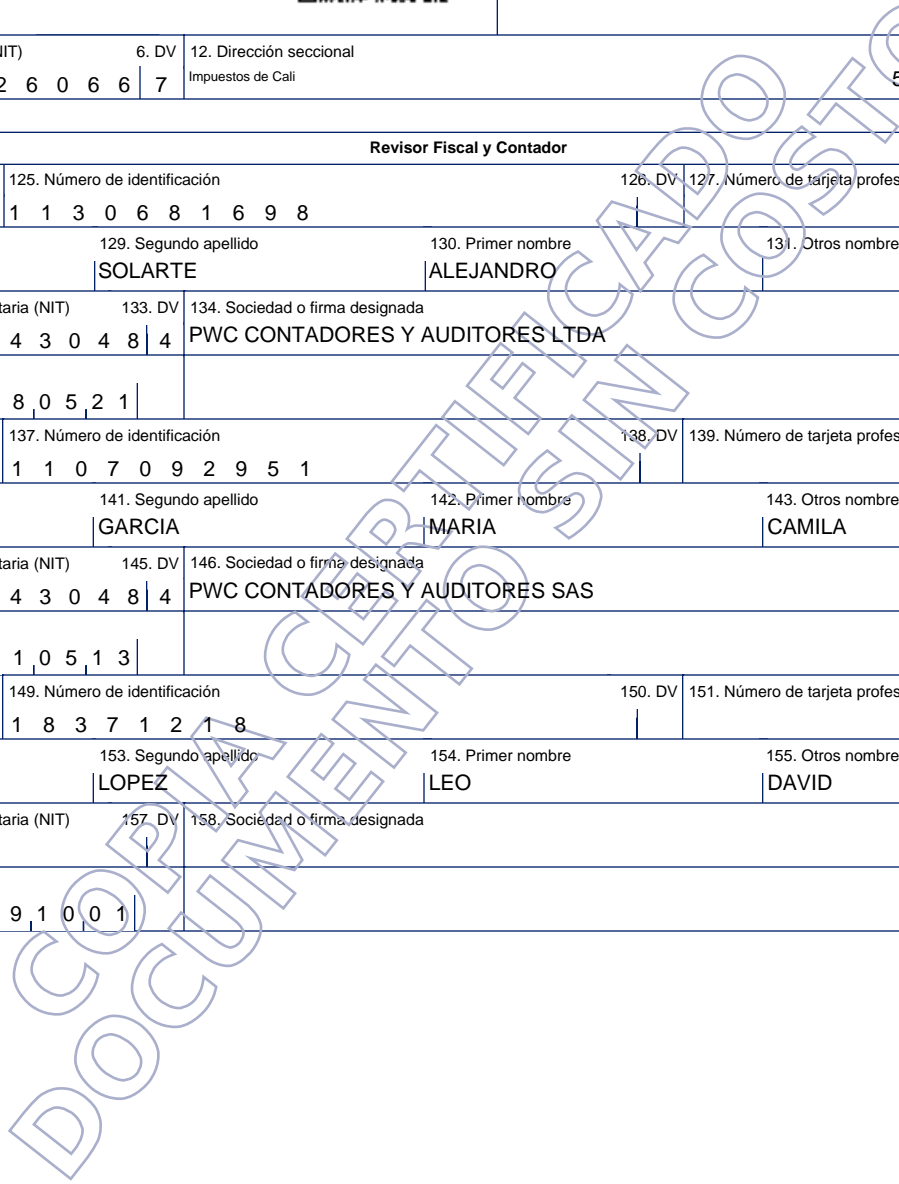 NIT) 6. DV 12. Dirección seccional
2 6 0 6 6 7 Impuestos de Cali 5
Revisor Fiscal y Contador
125. Número de identificación 126. DV 127. Número de tarjeta profes
1 1 3 0 6 8 1 6 9 8
129. Segundo apellido 130. Primer nombre 131. Otros nombre
SOLARTE ALEJANDRO
taria (NIT) 133. DV 134. Sociedad o firma designada
4 3 0 4 8 4 PWC CONTADORES Y AUDITORES LTDA
8 0 5 2 1
137. Número de identificación 138. DV 139. Número de tarjeta profes
1 1 0 7 0 9 2 9 5 1
141. Segundo apellido 142. Primer nombre 143. Otros nombre
GARCIA MARIA CAMILA
taria (NIT) 145. DV 146. Sociedad o firma designada
4 3 0 4 8 4 PWC CONTADORES Y AUDITORES SAS
1 0 5 1 3
149. Número de identificación 150. DV 151. Número de tarjeta profes
1 8 3 7 1 2 1 8
153. Segundo apellido 154. Primer nombre 155. Otros nombre
LOPEZ LEO DAVID
taria (NIT) 157. DV 158. Sociedad o firma designada
9 1 0 0 1
COPIA CERTIFICADO
DOCUMENTO SIN COSTO